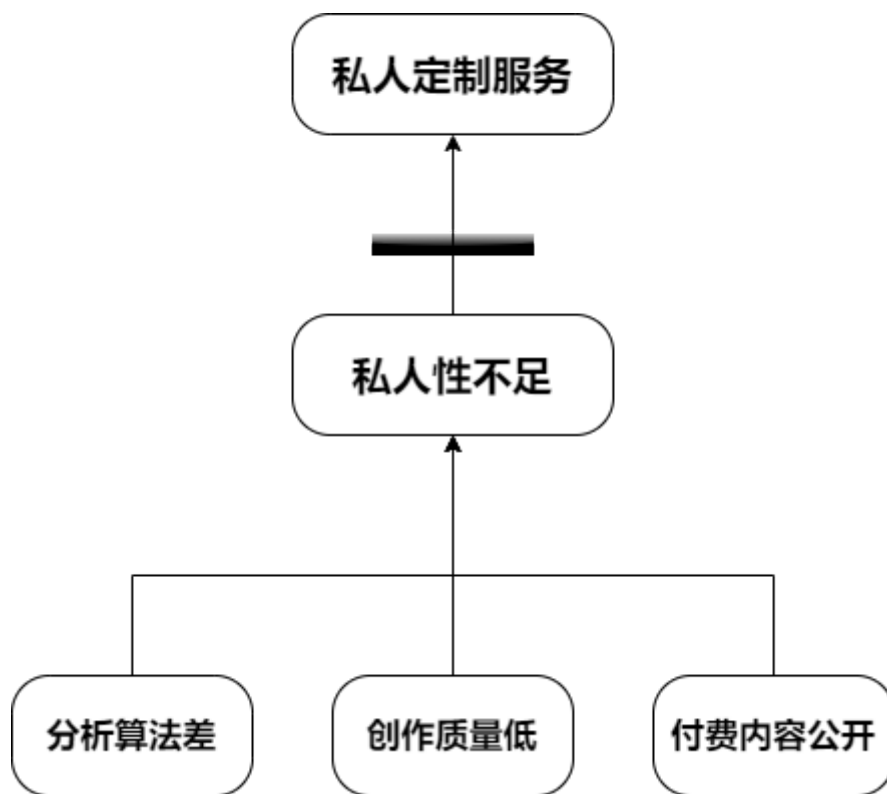 私人定制服务
私人性不足
分析算法差
创作质量低
付费内容公开